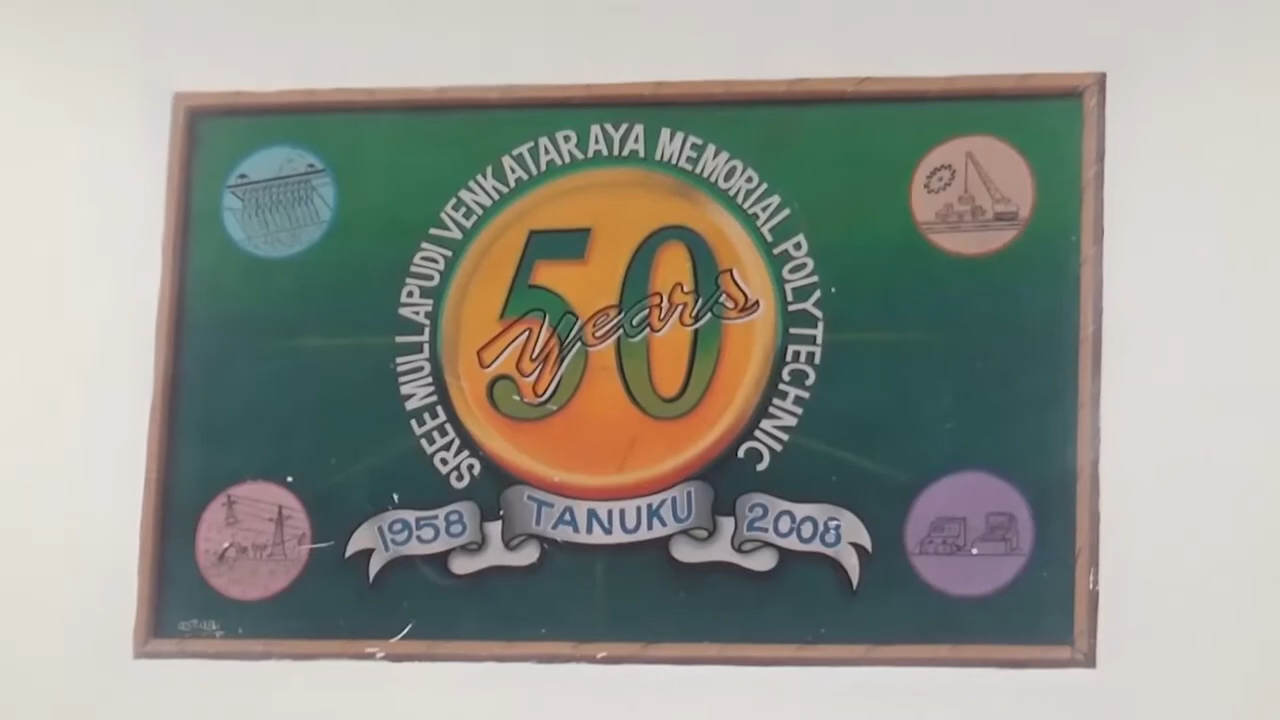 SREE MULLAPUDI VENKATARAYA MEMORIAL POLYTECHNIC
50
years
1958 TANUKU 2008